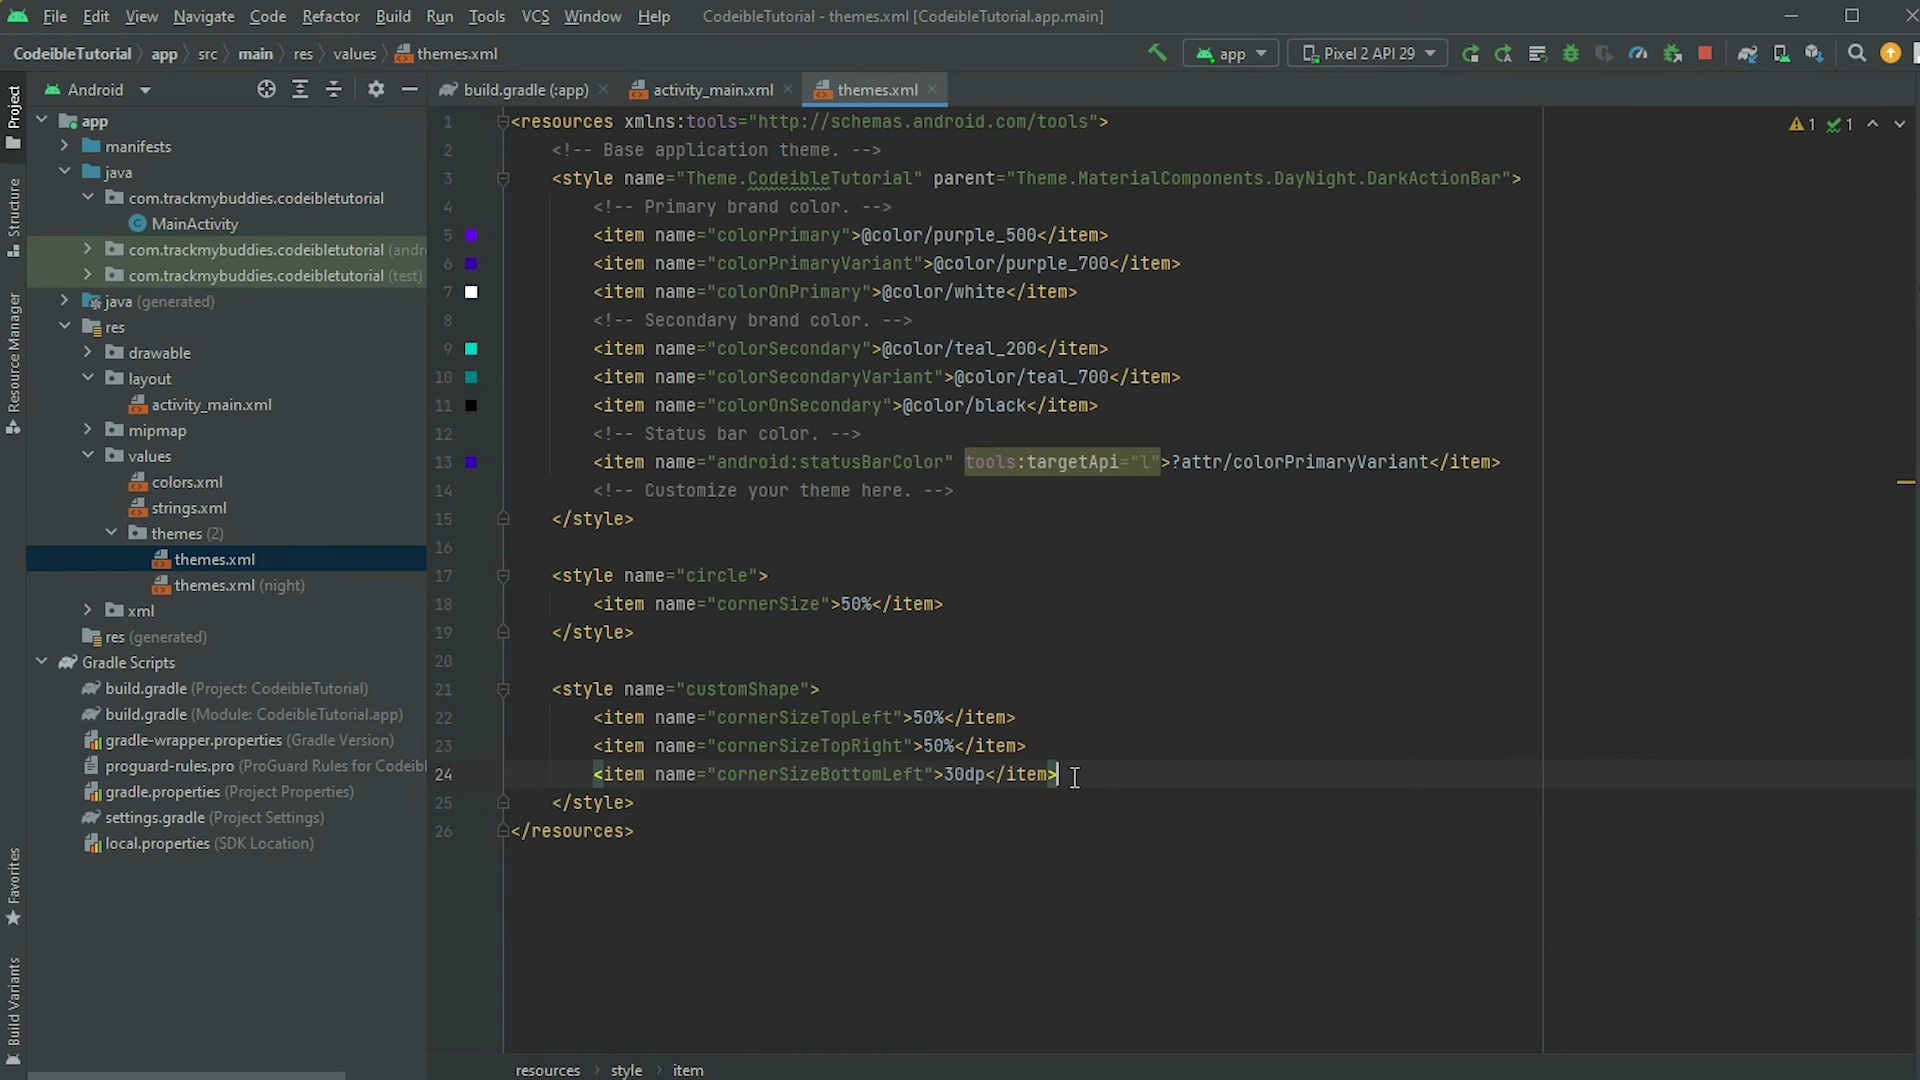 File Edit View Navigate Code Refactor Build Run Tools VCS Window Help CodeibleTutorial - themes.xml [CodeibleTutorial.app.main]
CodeibleTutorial app src main res values themes.xml app Pixel 2 API 29
Project
Structure
Resource Manager
Favorites
Build Variants
Android
app
manifests
java
com.trackmybuddies.codeibletutorial
MainActivity
com.trackmybuddies.codeibletutorial (andr
com.trackmybuddies.codeibletutorial (test)
java (generated)
res
drawable
layout
activity_main.xml
mipmap
values
colors.xml
strings.xml
themes (2)
themes.xml
themes.xml (night)
xml
res (generated)
Gradle Scripts
build.gradle (Project: CodeibleTutorial)
build.gradle (Module: CodeibleTutorial.app)
gradle-wrapper.properties (Gradle Version)
proguard-rules.pro (ProGuard Rules for Codeibl
gradle.properties (Project Properties)
settings.gradle (Project Settings)
local.properties (SDK Location)
build.gradle (:app) activity_main.xml themes.xml
1 <resources xmlns:tools="http://schemas.android.com/tools"> 1 1
2 <!-- Base application theme. -->
3 <style name="Theme.CodeibleTutorial" parent="Theme.MaterialComponents.DayNight.DarkActionBar">
4 <!-- Primary brand color. -->
5 <item name="colorPrimary">@color/purple_500</item>
6 <item name="colorPrimaryVariant">@color/purple_700</item>
7 <item name="colorOnPrimary">@color/white</item>
8 <!-- Secondary brand color. -->
9 <item name="colorSecondary">@color/teal_200</item>
10 <item name="colorSecondaryVariant">@color/teal_700</item>
11 <item name="colorOnSecondary">@color/black</item>
12 <!-- Status bar color. -->
13 <item name="android:statusBarColor" tools:targetApi="l">?attr/colorPrimaryVariant</item>
14 <!-- Customize your theme here. -->
15 </style>
16
17 <style name="circle">
18 <item name="cornerSize">50%</item>
19 </style>
20
21 <style name="customShape">
22 <item name="cornerSizeTopLeft">50%</item>
23 <item name="cornerSizeTopRight">50%</item>
24 <item name="cornerSizeBottomLeft">30dp</item>
25 </style>
26 </resources>
resources style item